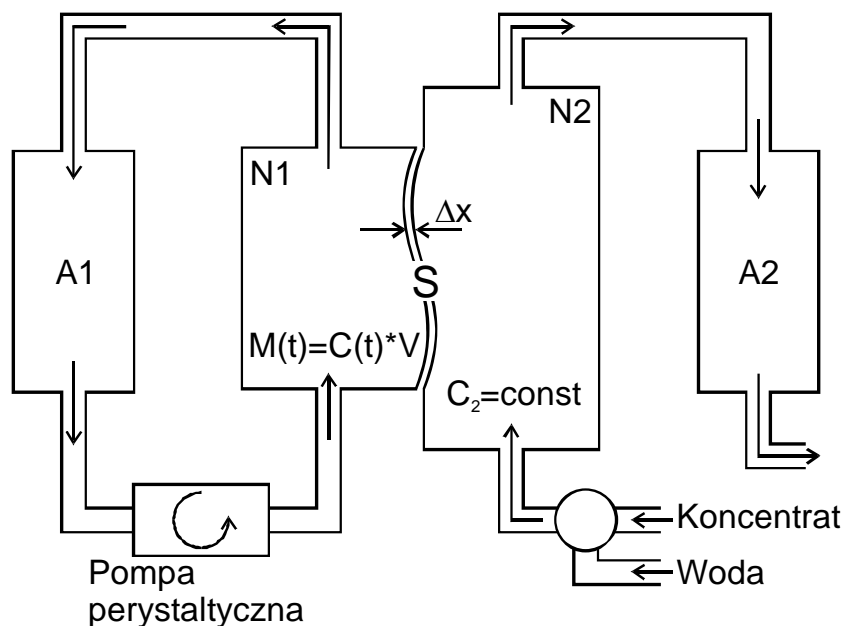 N1
N2
Δx
A1
S
A2
M(t)=C(t)*V
C₂=const
Koncentrat
Woda
Pompa
perystaltyczna